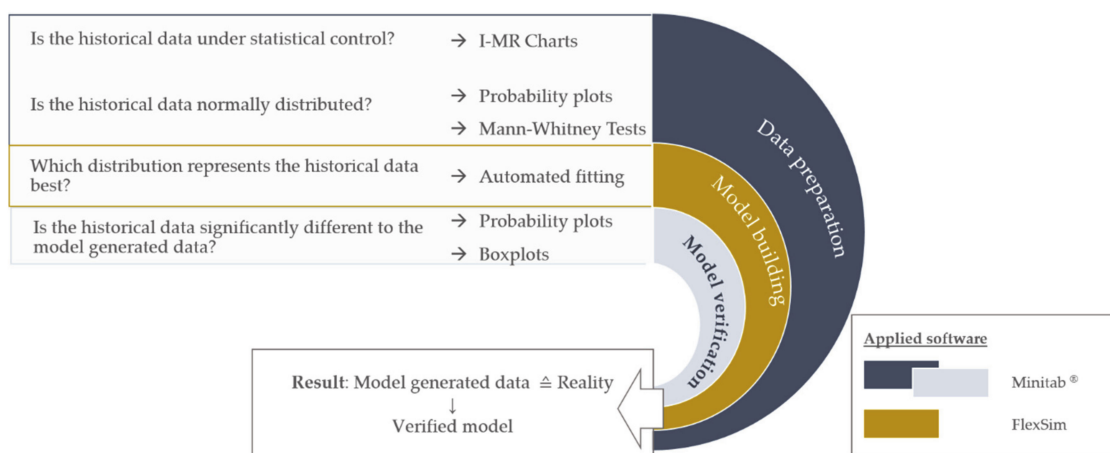 Is the historical data under statistical control?
→ I-MR Charts
Is the historical data normally distributed?
→ Probability plots
→ Mann-Whitney Tests
Which distribution represents the historical data
best?
→ Automated fitting
Is the historical data significantly different to the
model generated data?
→ Probability plots
→ Boxplots
Data preparation
Model building
Model verification
Result: Model generated data ≙ Reality
↓
Verified model
Applied software
Minitab ®
FlexSim